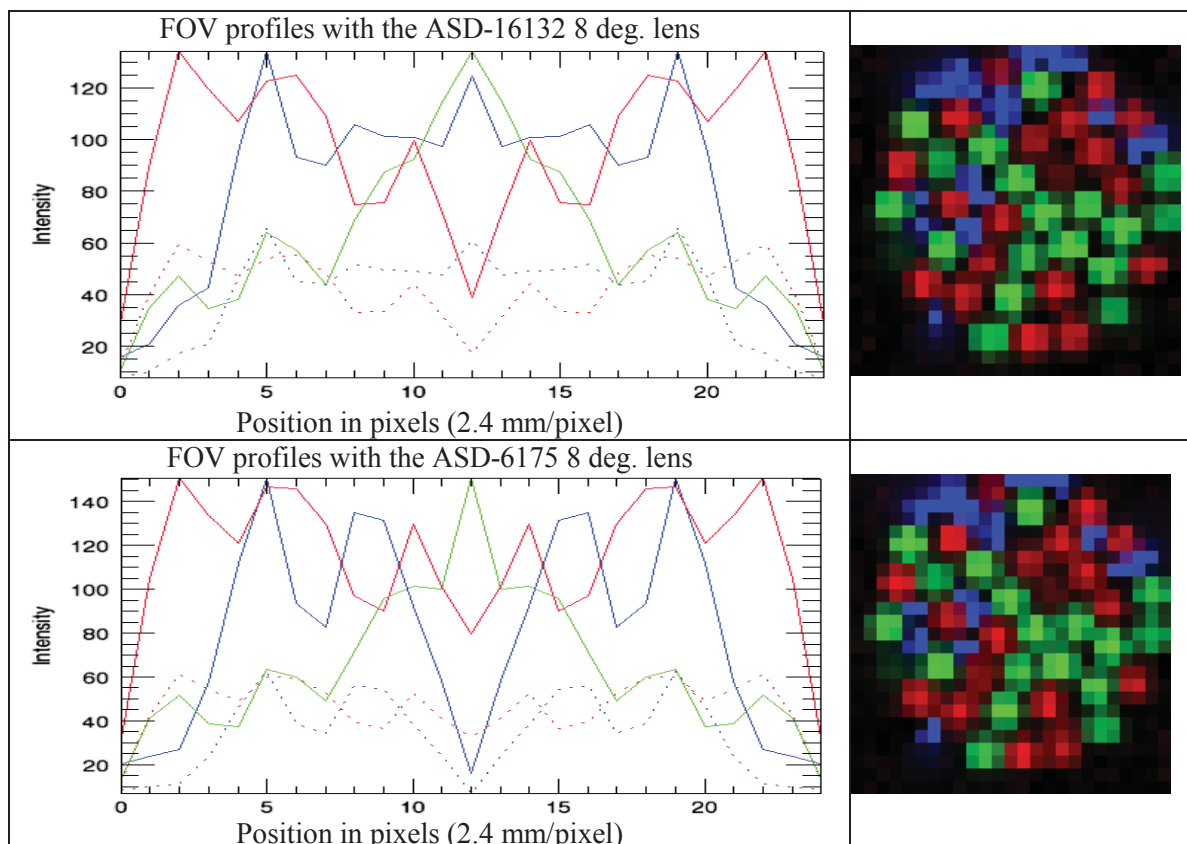 FOV profiles with the ASD-16132 8 deg. lens
120
100
80
60
40
20
Intensity
0 5 10 15 20
Position in pixels (2.4 mm/pixel)
FOV profiles with the ASD-6175 8 deg. lens
140
120
100
80
60
40
20
Intensity
0 5 10 15 20
Position in pixels (2.4 mm/pixel)